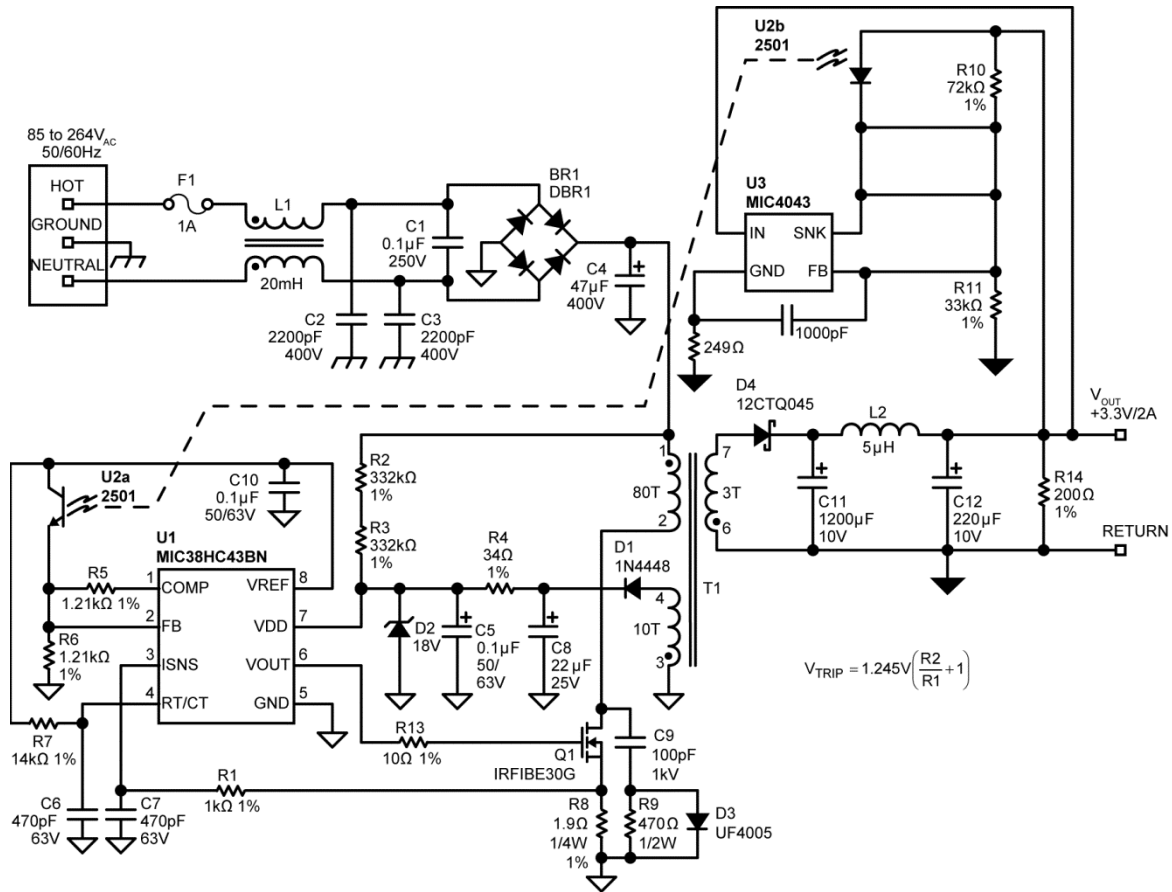 85 to 264VAC
50/60Hz
HOT
GROUND
NEUTRAL
F1
1A
L1
20mH
C1
0.1µF
250V
C2
2200pF
400V
C3
2200pF
400V
BR1
DBR1
C4
47µF
400V
U2b
2501
R10
72kΩ
1%
U3
MIC4043
IN
SNK
GND
FB
R11
33kΩ
1%
1000pF
249Ω
D4
12CTQ045
L2
5µH
VOUT
+3.3V/2A
C11
1200µF
10V
C12
220µF
10V
R14
200Ω
1%
RETURN
1
80T
2
7
3T
6
4
10T
3
T1
U2a
2501
C10
0.1µF
50/63V
R2
332kΩ
1%
R3
332kΩ
1%
R4
34Ω
1%
D1
1N4448
U1
MIC38HC43BN
1
COMP
VREF
8
2
FB
VDD
7
3
ISNS
VOUT
6
4
RT/CT
GND
5
R5
1.21kΩ 1%
R6
1.21kΩ
1%
D2
18V
C5
0.1µF
50/
63V
C8
22µF
25V
VTRIP = 1.245V(R2/R1 + 1)
R7
14kΩ 1%
R13
10Ω 1%
Q1
IRFIBE30G
C9
100pF
1kV
R1
1kΩ 1%
C6
470pF
63V
C7
470pF
63V
R8
1.9Ω
1/4W
1%
R9
470Ω
1/2W
D3
UF4005